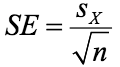 SE = s_X / √n